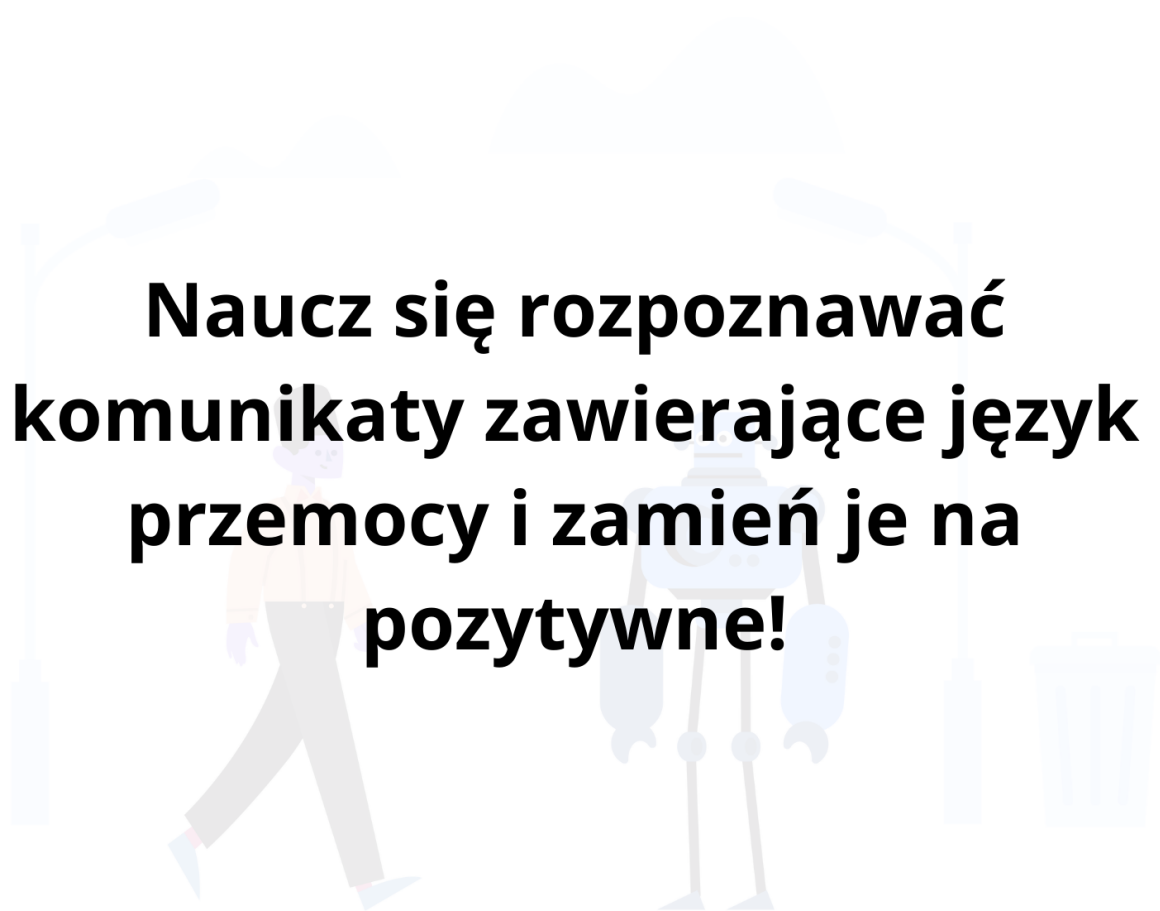 Naucz się rozpoznawać
komunikaty zawierające język
przemocy i zamień je na
pozytywne!